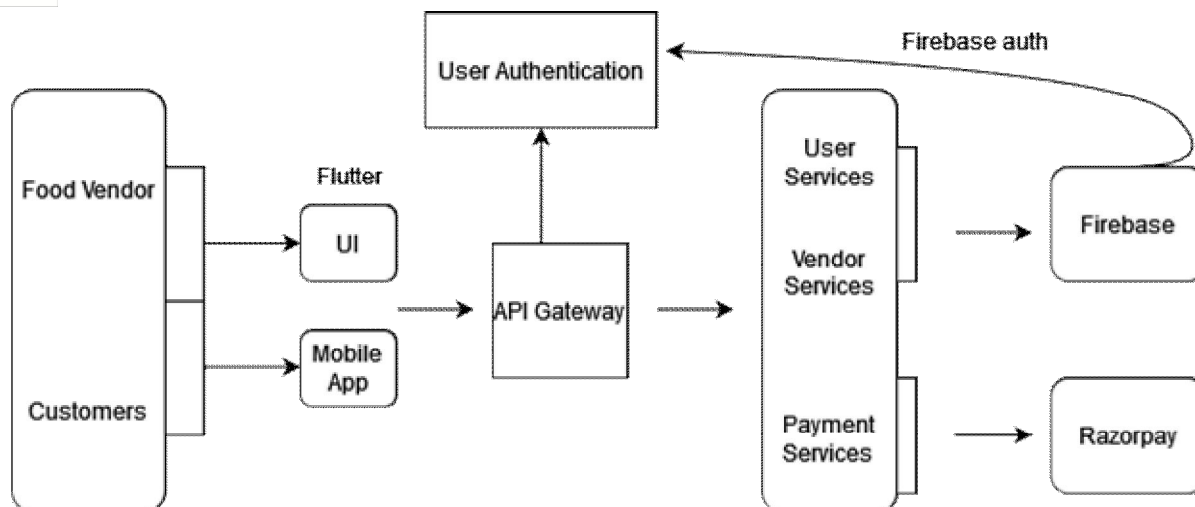 Firebase auth
User Authentication
Food Vendor
Customers
Flutter
UI
Mobile
App
API Gateway
User
Services
Vendor
Services
Payment
Services
Firebase
Razorpay